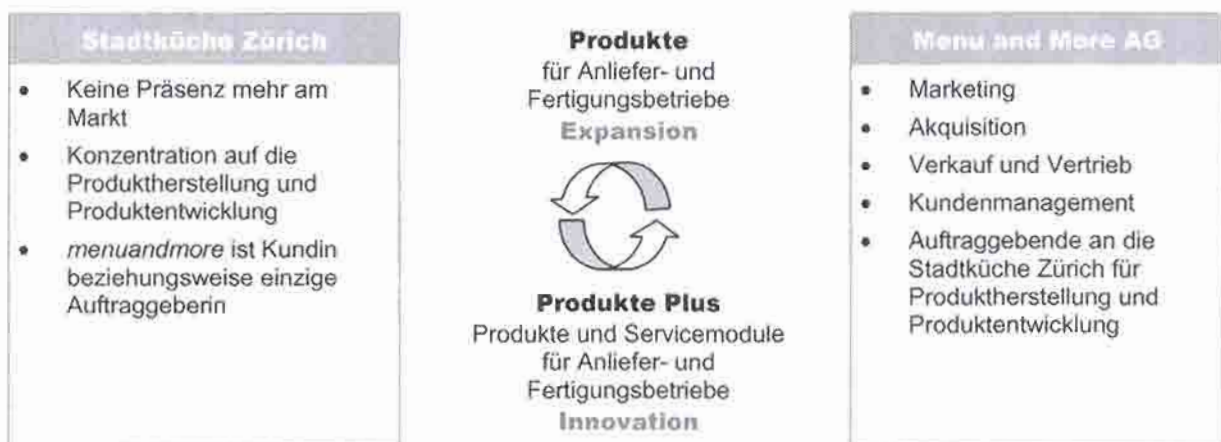 Stadtküche Zürich
• Keine Präsenz mehr am
Markt
• Konzentration auf die
Produktherstellung und
Produktentwicklung
• menuandmore ist Kundin
beziehungsweise einzige
Auftraggeberin
Produkte
für Anliefer- und
Fertigungsbetriebe
Expansion
Produkte Plus
Produkte und Servicemodule
für Anliefer- und
Fertigungsbetriebe
Innovation
Menu and More AG
• Marketing
• Akquisition
• Verkauf und Vertrieb
• Kundenmanagement
• Auftraggebende an die
Stadtküche Zürich für
Produktherstellung und
Produktentwicklung